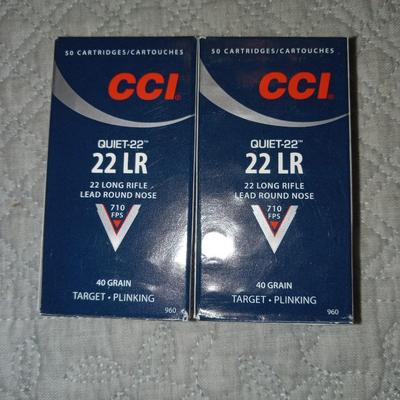 50 CARTRIDGES/CARTOUCHES
CCI®
QUIET-22™
22 LR
22 LONG RIFLE
LEAD ROUND NOSE
710
FPS
40 GRAIN
TARGET • PLINKING
960
50 CARTRIDGES/CARTOUCHES
CCI®
QUIET-22™
22 LR
22 LONG RIFLE
LEAD ROUND NOSE
710
FPS
40 GRAIN
TARGET • PLINKING
960